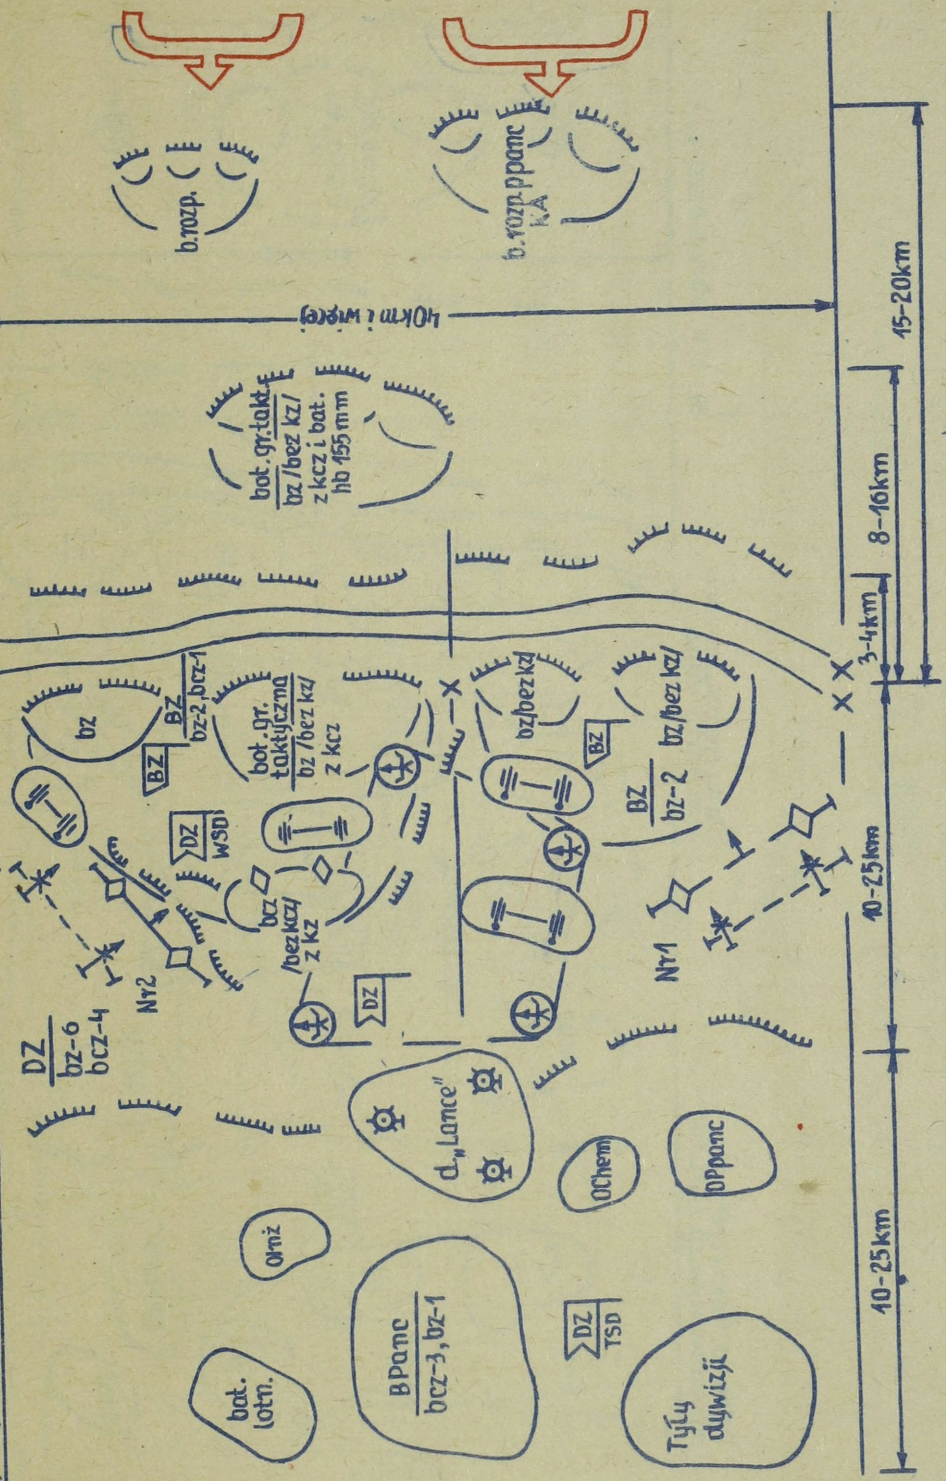 b.rozp.
b.rozp.ppanc
KA
40km i więcej
15-20km
bat.gr.takt.
bz/bez kz/
z kcz i bat.
hb 155mm
8-16km
3-4km
bz
BZ
bz-2, bcz-1
BZ
bat. gr.
taktyczna
bz/bez kz/
z kcz
bz/bez kz/
bz/bez kz/
BZ
BZ
bz-2
DZ
WSD
bcz
/bez kcz/
z kz
DZ
Nr2
Nr1
DZ
bz-6
bcz-4
10-25km
d. „Lance”
OInż
OChem
OPpanc
bat.
lotn.
BPanc
bcz-3, bz-1
DZ
TSD
Tyły
dywizji
10-25km